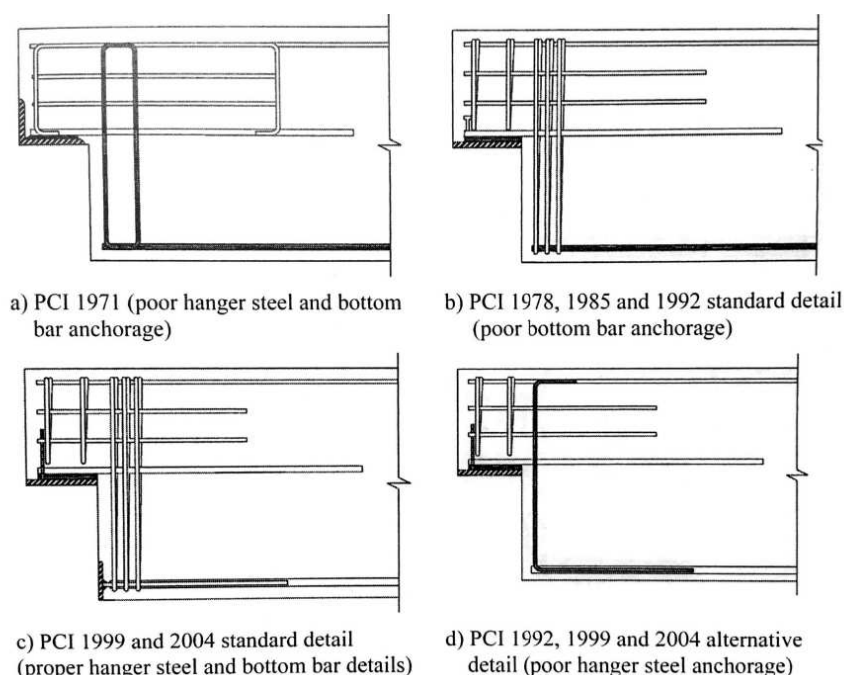 a) PCI 1971 (poor hanger steel and bottom
bar anchorage)
b) PCI 1978, 1985 and 1992 standard detail
(poor bottom bar anchorage)
c) PCI 1999 and 2004 standard detail
(proper hanger steel and bottom bar details)
d) PCI 1992, 1999 and 2004 alternative
detail (poor hanger steel anchorage)